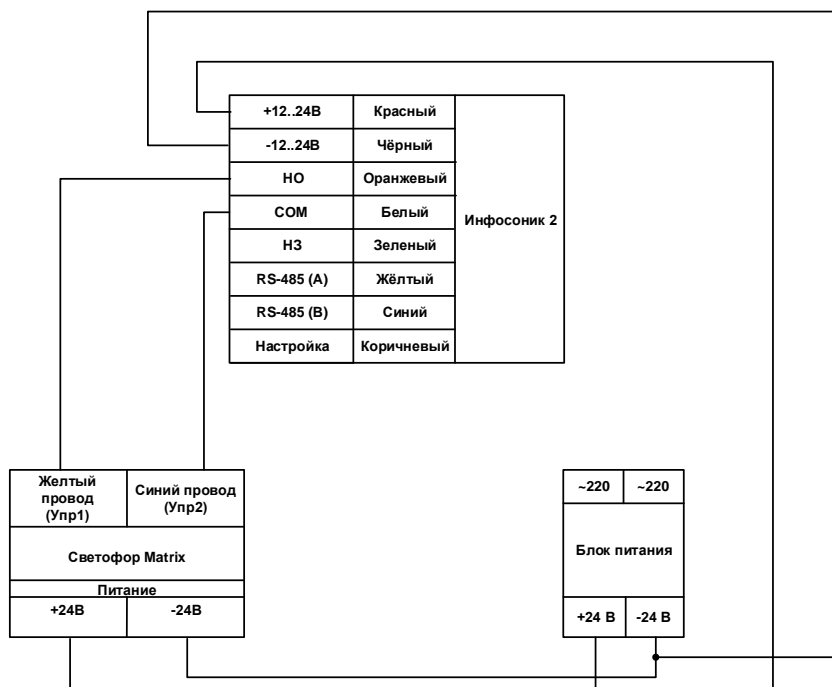 +12..24В Красный
-12..24В Чёрный
НО Оранжевый
COM Белый
Инфосоник 2
НЗ Зеленый
RS-485 (A) Жёлтый
RS-485 (B) Синий
Настройка Коричневый
Желтый
провод
(Упр1)
Синий провод
(Упр2)
Светофор Matrix
Питание
+24В -24В
~220 ~220
Блок питания
+24 В -24 В